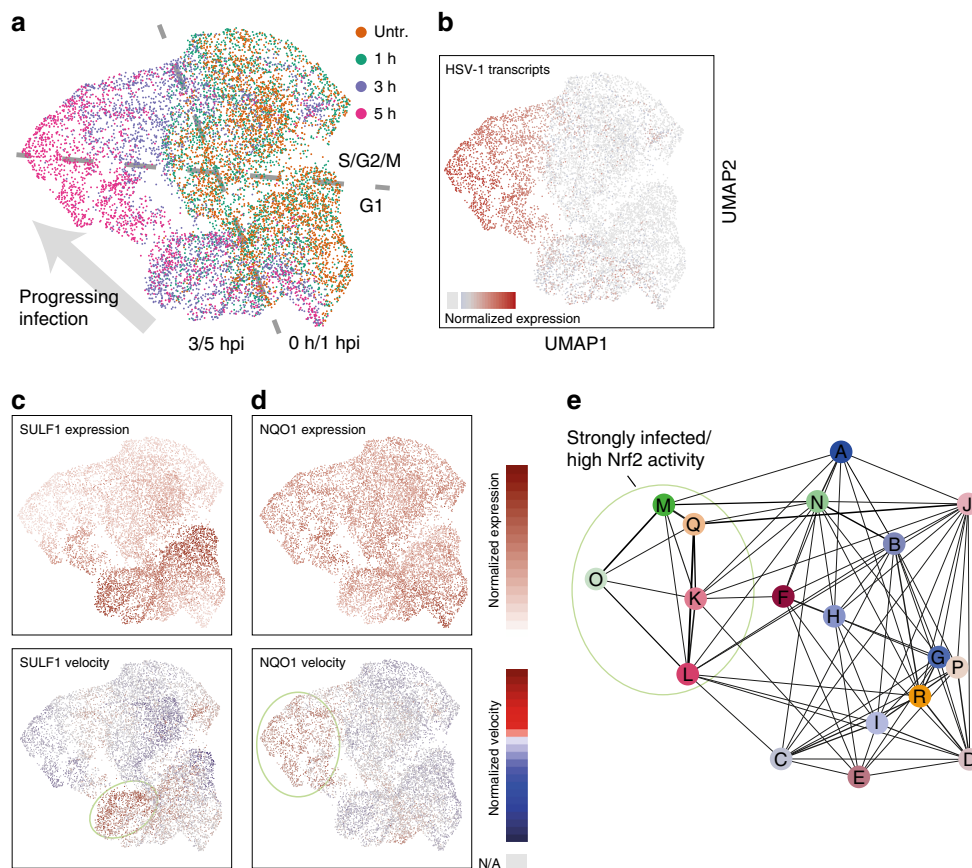 a
Untr.
1 h
3 h
5 h
S/G2/M
G1
Progressing
infection
3/5 hpi
0 h/1 hpi
b
HSV-1 transcripts
Normalized expression
UMAP1
UMAP2
c
SULF1 expression
d
NQO1 expression
Normalized expression
SULF1 velocity
NQO1 velocity
Normalized velocity
N/A
e
Strongly infected/
high Nrf2 activity
A
M
N
J
Q
B
O
K
F
H
G
P
L
R
I
C
E
D